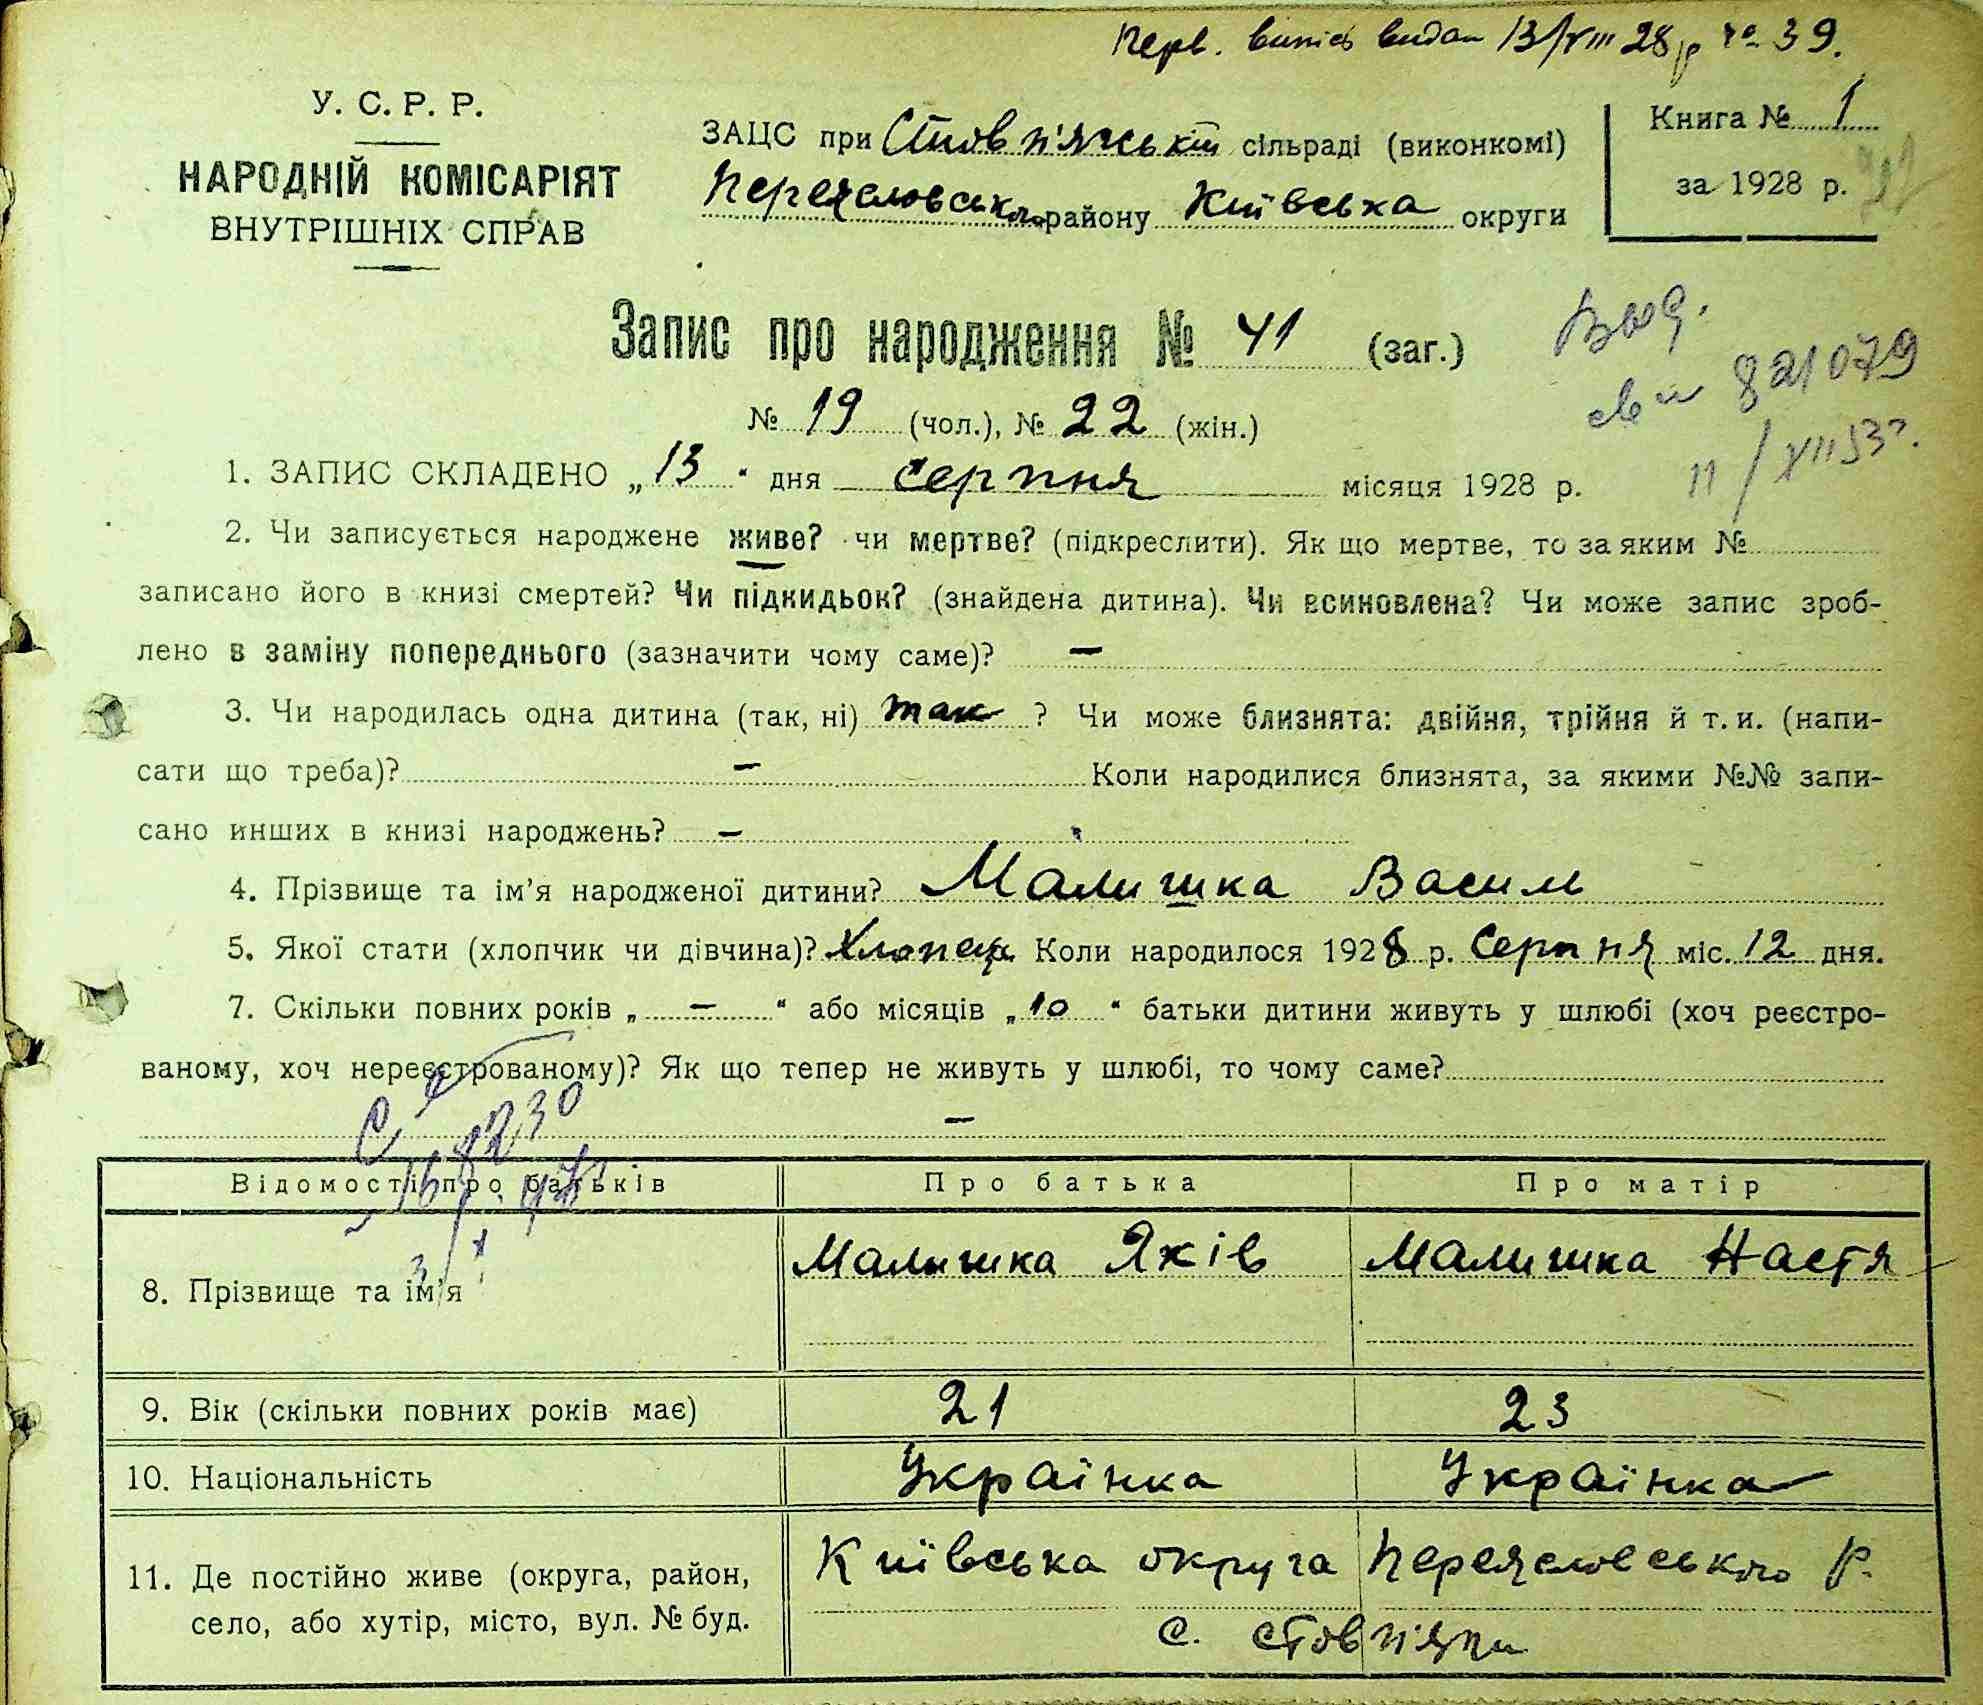 Перв. випис видан 13/VIII 28 р № 39.
У. С. Р. Р.
НАРОДНІЙ КОМІСАРІЯТ
ВНУТРІШНІХ СПРАВ
ЗАЦС при Стовп'ягській сільраді (виконкомі)
Переяславського району Київська округи
Книга № 1
за 1928 р.
Запис про народження № 41 (заг.)
Выд.
св 821079
11/XII 53 г.
№ 19 (чол.), № 22 (жін.)
1. ЗАПИС СКЛАДЕНО „13“ дня серпня місяця 1928 р.
2. Чи записується народжене живе? чи мертве? (підкреслити). Як що мертве, то за яким №
записано його в книзі смертей? Чи підкидьок? (знайдена дитина). Чи всиновлена? Чи може запис зроб-
лено в заміну попереднього (зазначити чому саме)? —
3. Чи народилась одна дитина (так, ні) так ? Чи може близнята: двійня, трійня й т. и. (напи-
сати що треба)? — Коли народилися близнята, за якими №№ запи-
сано инших в книзі народжень? —
4. Прізвище та ім'я народженої дитини? Малишка Васил
5. Якої стати (хлопчик чи дівчина)? Хлопець Коли народилося 1928 р. Серпня міс. 12 дня.
7. Скільки повних років „ — “ або місяців „ 10 “ батьки дитини живуть у шлюбі (хоч реєстро-
ваному, хоч нереєстрованому)? Як що тепер не живуть у шлюбі, то чому саме?
—
Відомості про батьків Про батька Про матір
8. Прізвище та ім'я Малишка Яків Малишка Настя
9. Вік (скільки повних років має) 21 23
10. Національність Українка Українка
11. Де постійно живе (округа, район, Київська округа Переяславського р.
село, або хутір, місто, вул. № буд. с. Стовп'яги